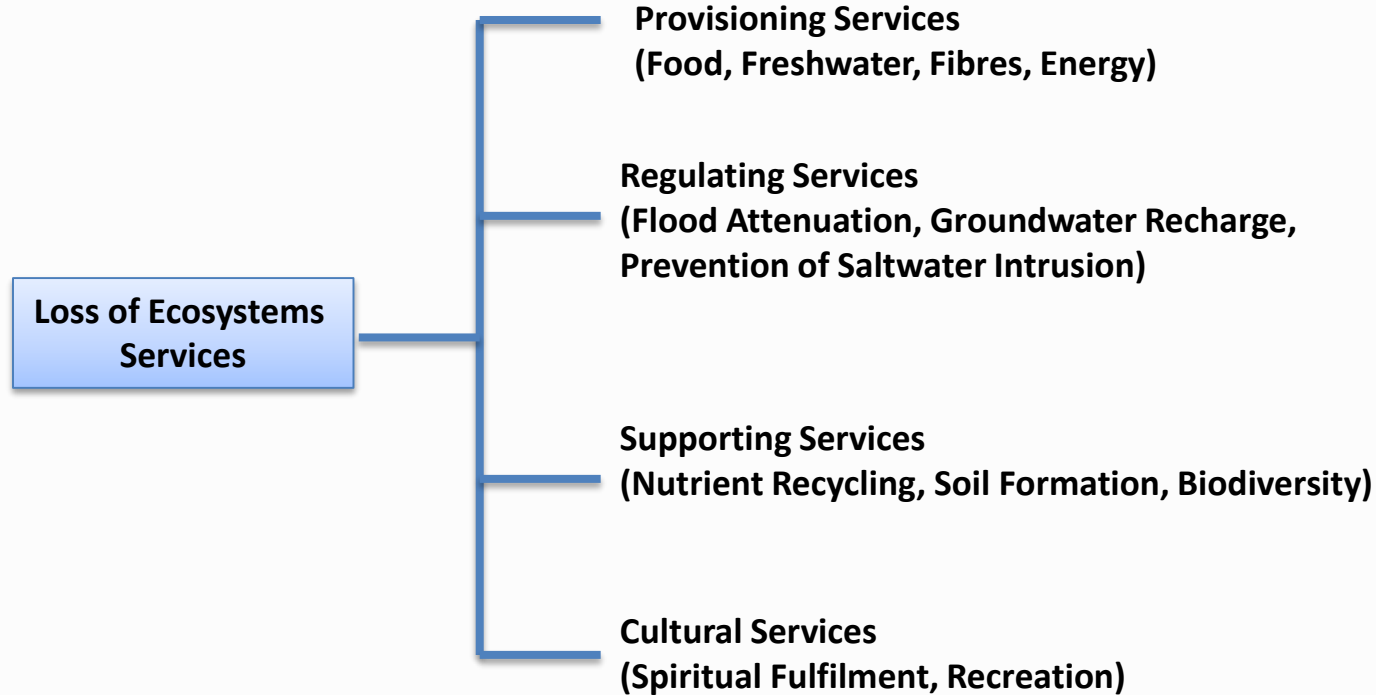 Provisioning Services
(Food, Freshwater, Fibres, Energy)
Regulating Services
(Flood Attenuation, Groundwater Recharge,
Prevention of Saltwater Intrusion)
Loss of Ecosystems
Services
Supporting Services
(Nutrient Recycling, Soil Formation, Biodiversity)
Cultural Services
(Spiritual Fulfilment, Recreation)